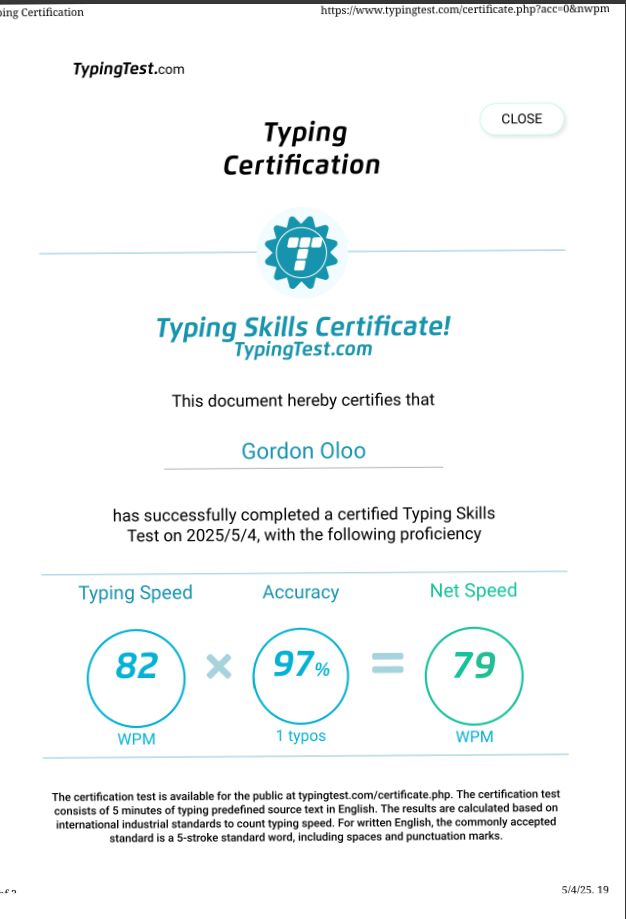 ping Certification
https://www.typingtest.com/certificate.php?acc=0&nwpm
TypingTest.com
CLOSE
Typing
Certification
T
Typing Skills Certificate!
TypingTest.com
This document hereby certifies that
Gordon Oloo
has successfully completed a certified Typing Skills
Test on 2025/5/4, with the following proficiency
Typing Speed Accuracy Net Speed
82 × 97% = 79
WPM 1 typos WPM
The certification test is available for the public at typingtest.com/certificate.php. The certification test
consists of 5 minutes of typing predefined source text in English. The results are calculated based on
international industrial standards to count typing speed. For written English, the commonly accepted
standard is a 5-stroke standard word, including spaces and punctuation marks.
5/4/25, 19